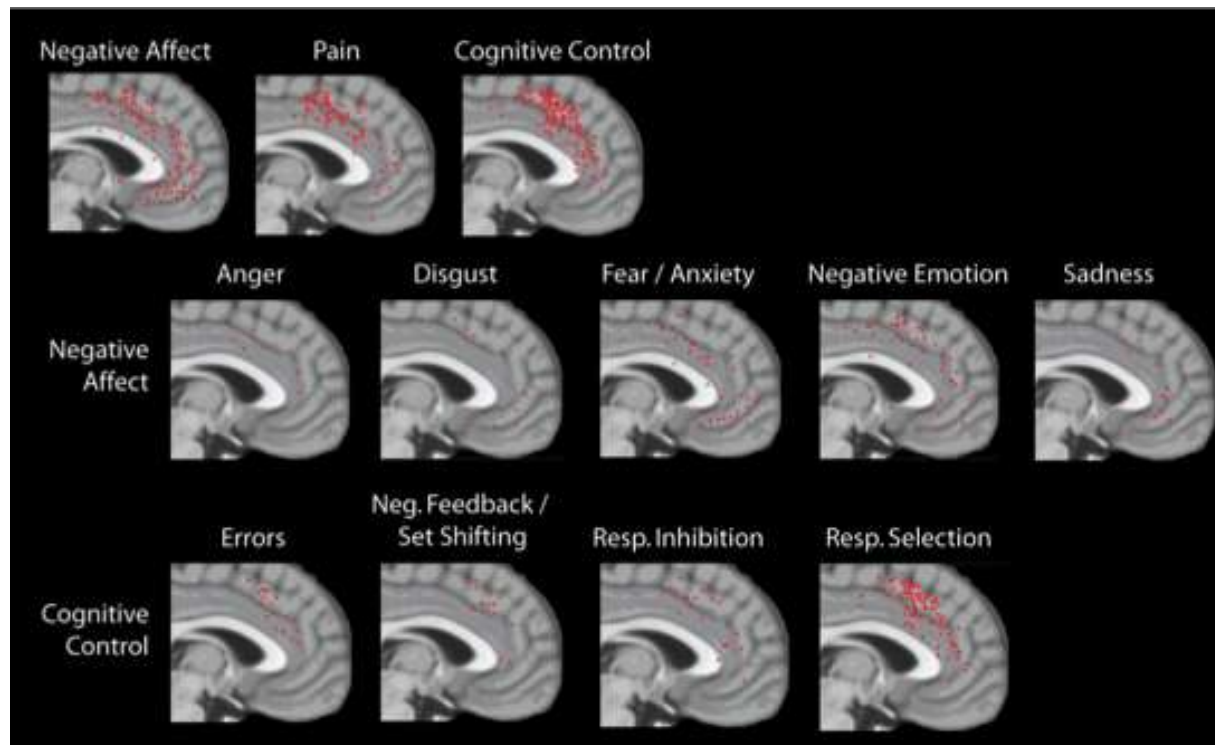 Negative Affect
Pain
Cognitive Control
Anger
Disgust
Fear / Anxiety
Negative Emotion
Sadness
Negative
Affect
Neg. Feedback /
Errors
Set Shifting
Resp. Inhibition
Resp. Selection
Cognitive
Control